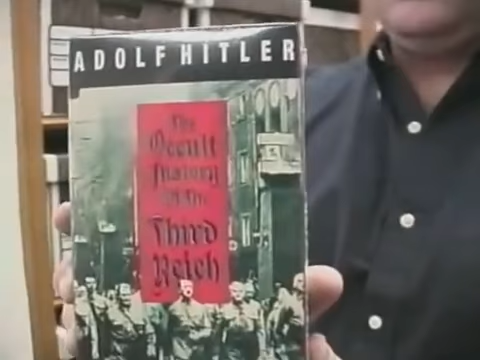 ADOLF HITLER
The
Occult
History
of the
Third
Reich